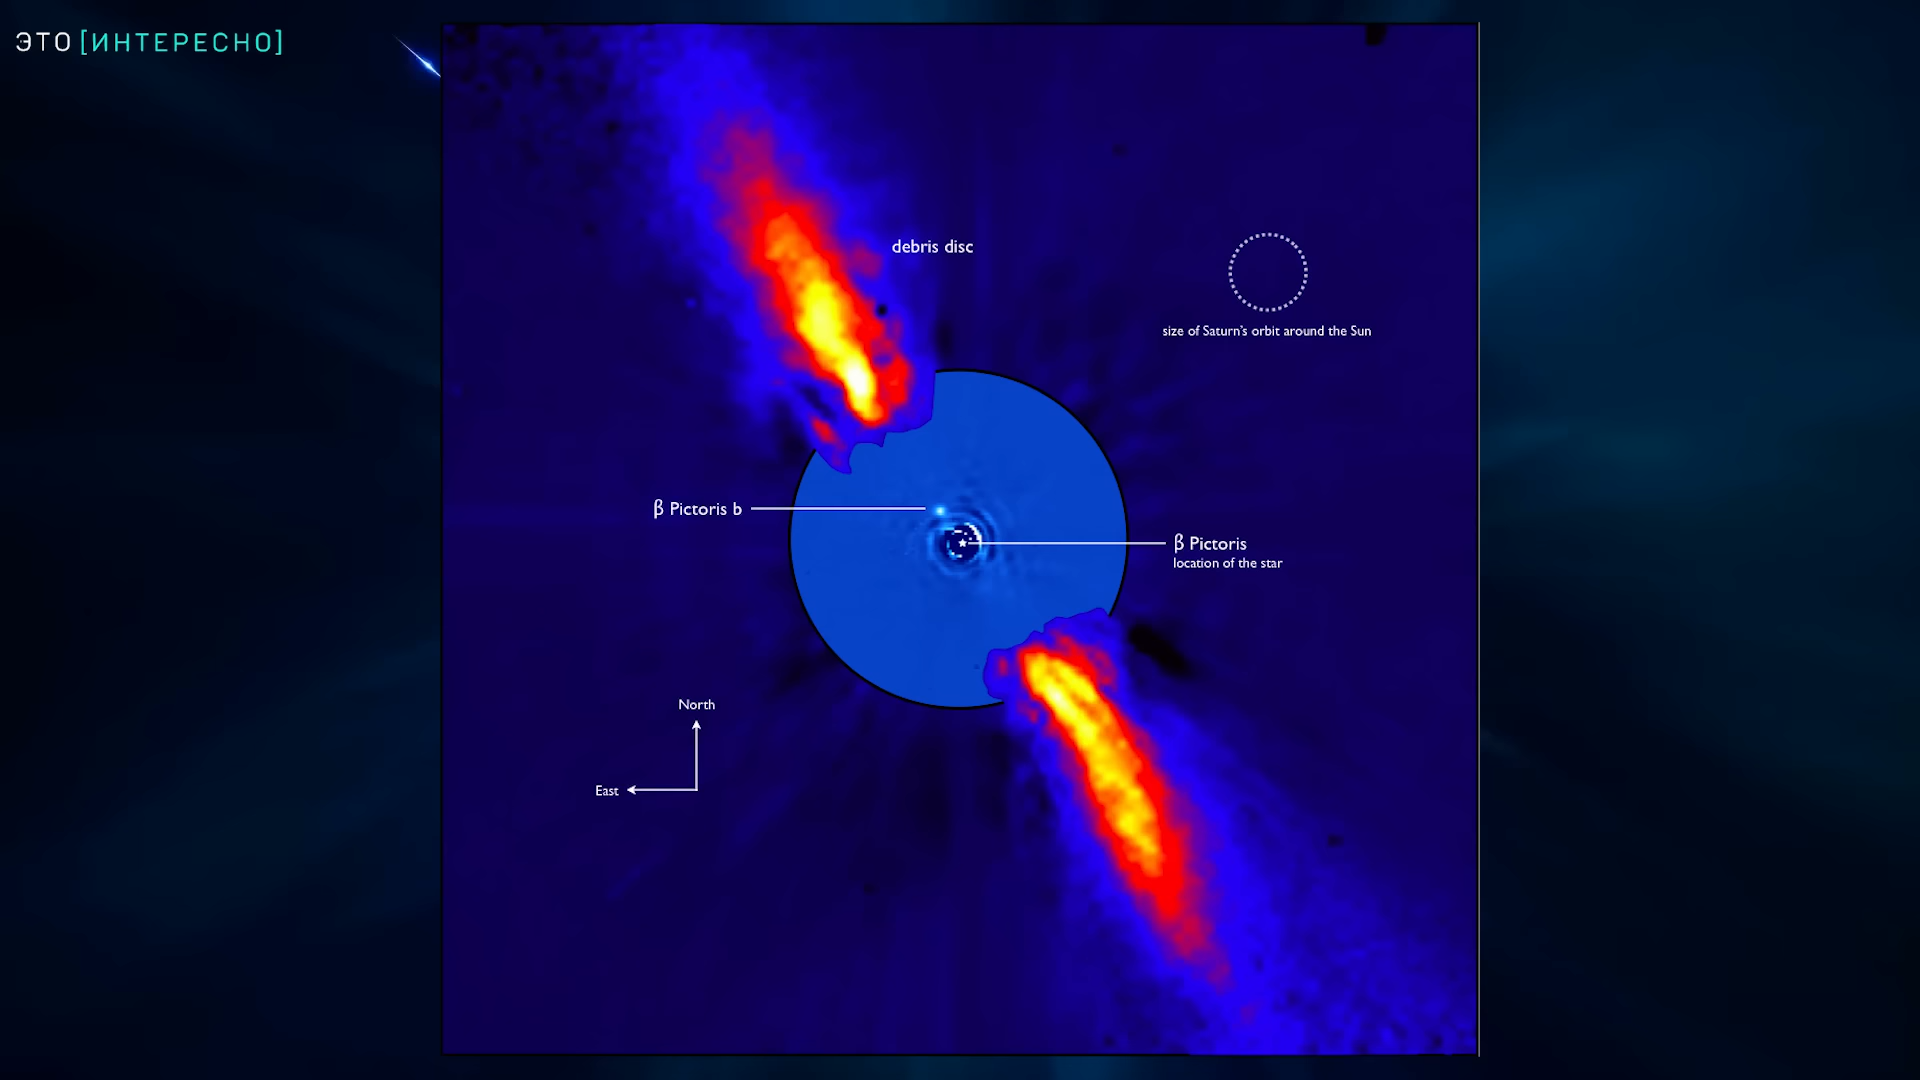 ЭТО [ИНТЕРЕСНО]
debris disc
size of Saturn's orbit around the Sun
β Pictoris b
β Pictoris
location of the star
North
East